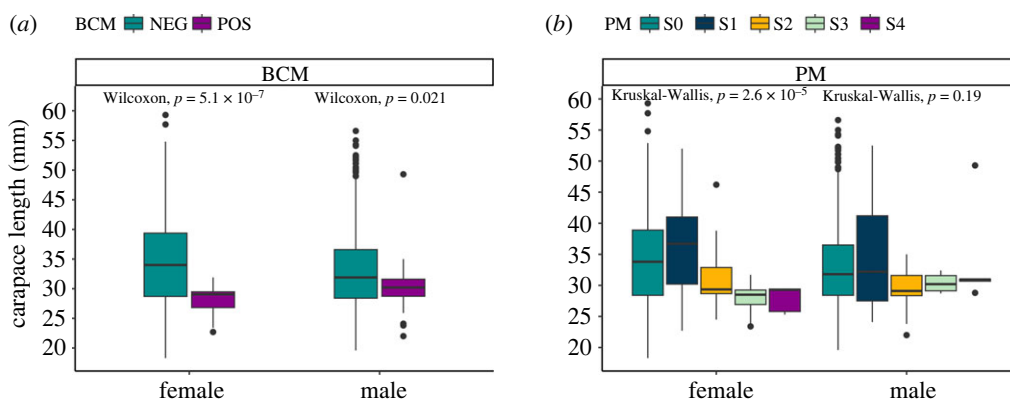 (a) BCM NEG POS
BCM
Wilcoxon, p = 5.1 × 10⁻⁷ Wilcoxon, p = 0.021
carapace length (mm)
60
55
50
45
40
35
30
25
20
female male
(b) PM S0 S1 S2 S3 S4
PM
Kruskal-Wallis, p = 2.6 × 10⁻⁵ Kruskal-Wallis, p = 0.19
60
55
50
45
40
35
30
25
20
female male